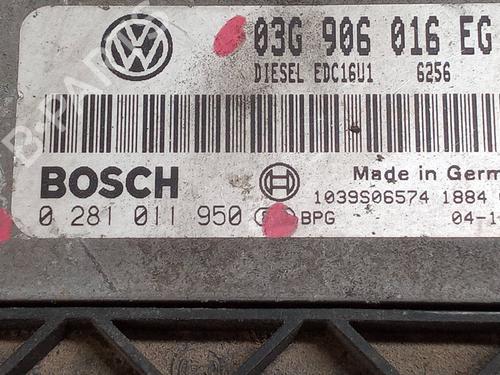 03G 906 016 EG
DIESEL EDC16U1 6256
BOSCH
Made in Germ
0 281 011 950
1039S06574 1884
BPG
04-1
B-PARTS